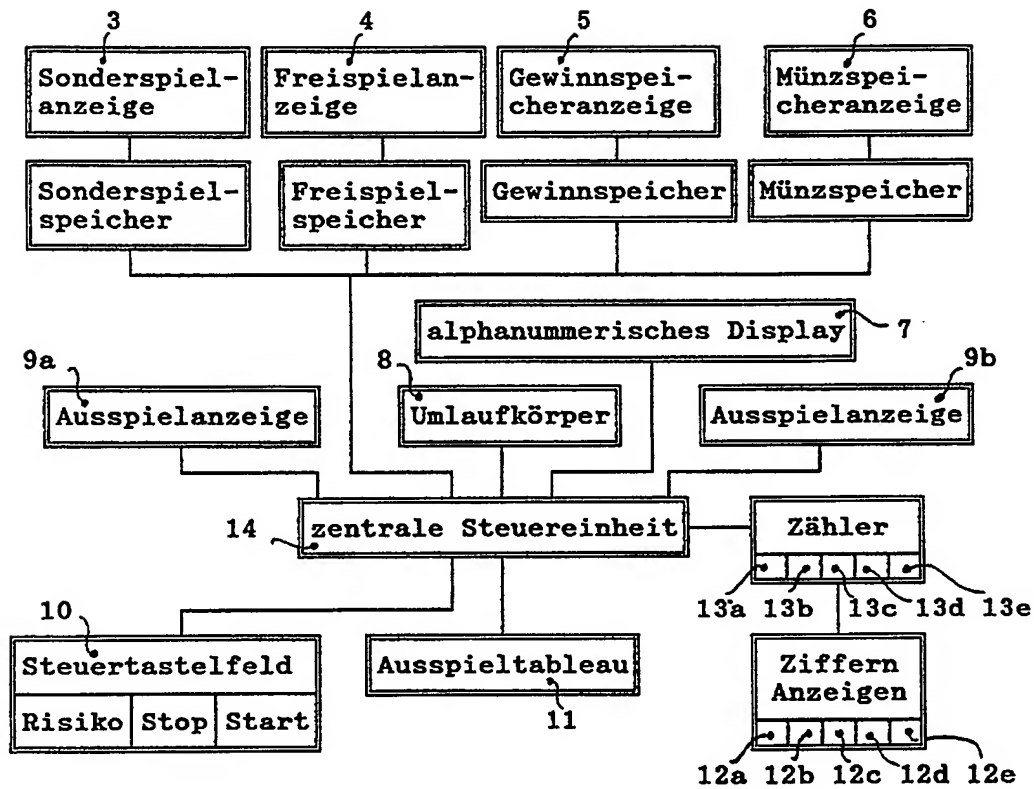 3
4
5
6
Sonderspiel-
anzeige
Freispielan-
zeige
Gewinnspei-
cheranzeige
Münzspei-
cheranzeige
Sonderspiel-
speicher
Freispiel-
speicher
Gewinnspeicher
Münzspeicher
alphanummerisches Display
7
9a
8
9b
Ausspielanzeige
Umlaufkörper
Ausspielanzeige
14
zentrale Steuereinheit
Zähler
13a 13b 13c 13d 13e
10
Steuertastelfeld
Risiko Stop Start
Ausspieltableau
11
Ziffern
Anzeigen
12a 12b 12c 12d 12e